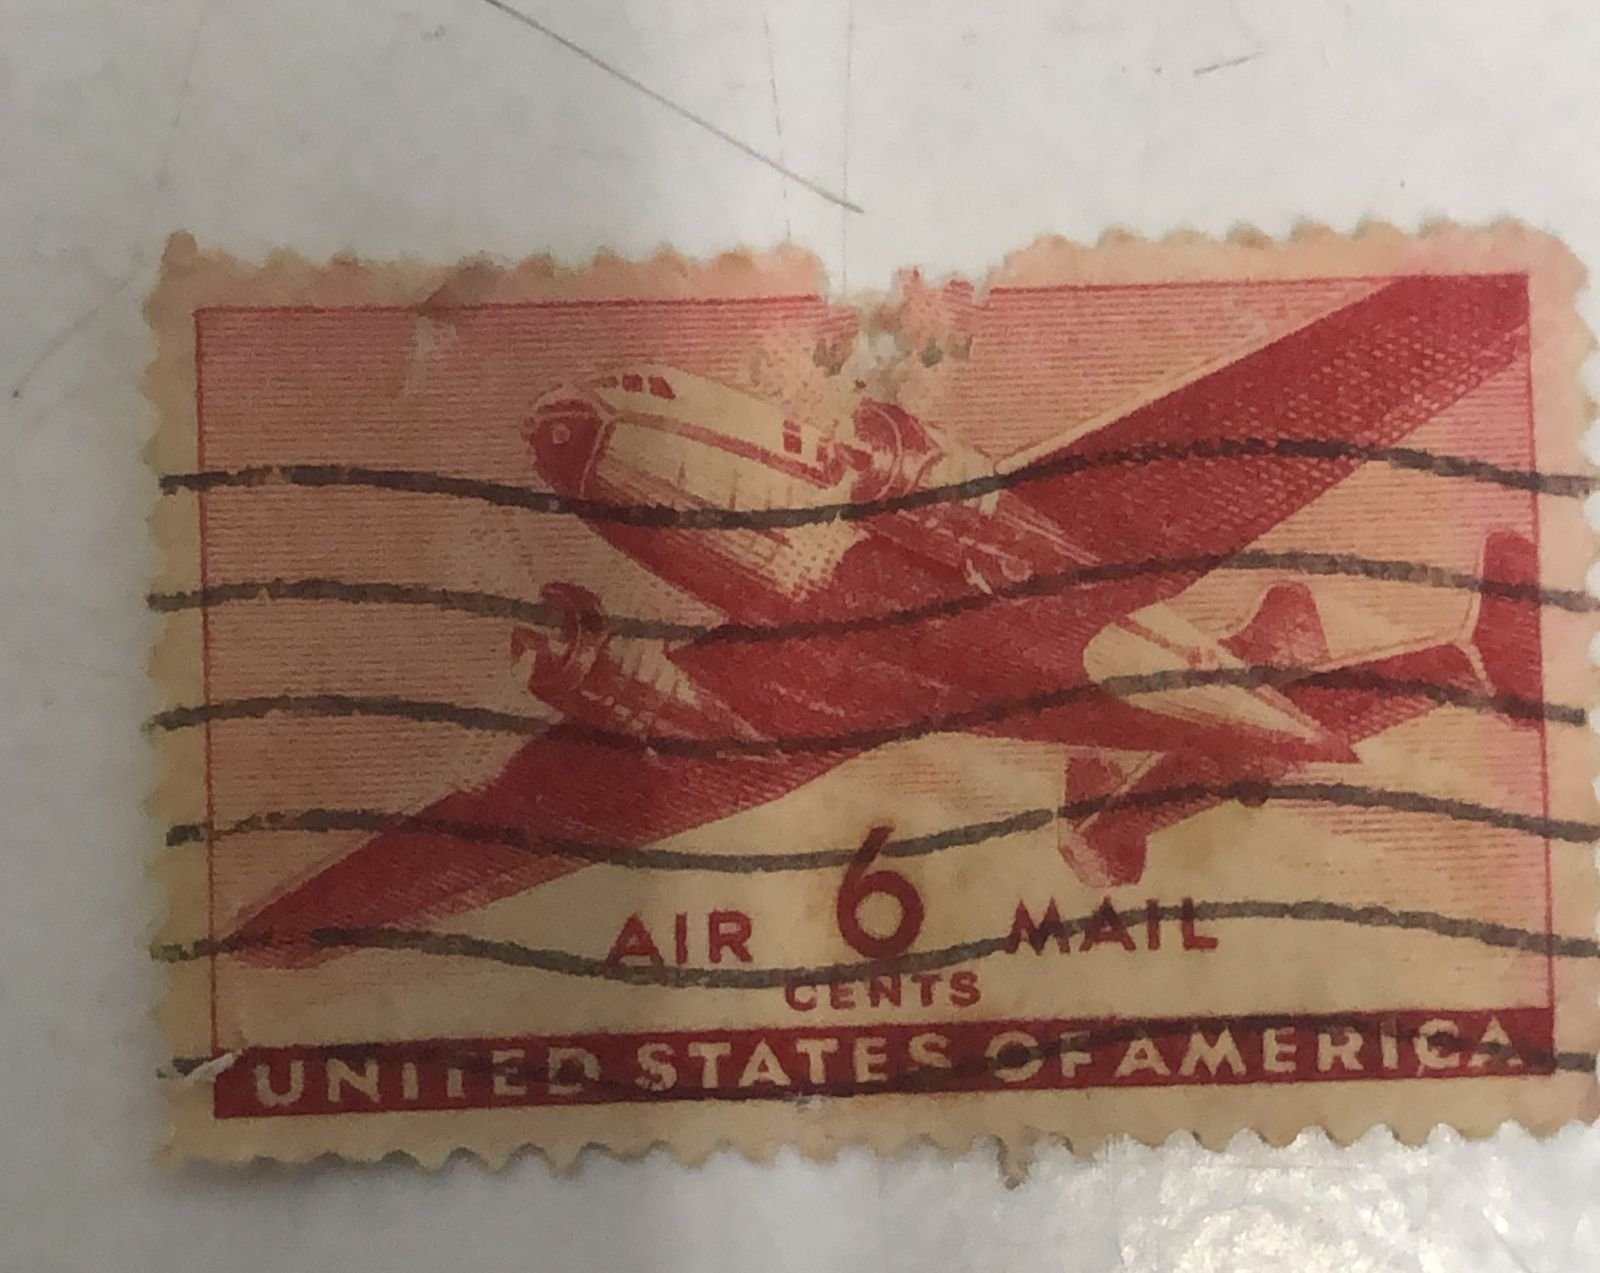 AIR 6 MAIL
CENTS
UNITED STATES OF AMERICA